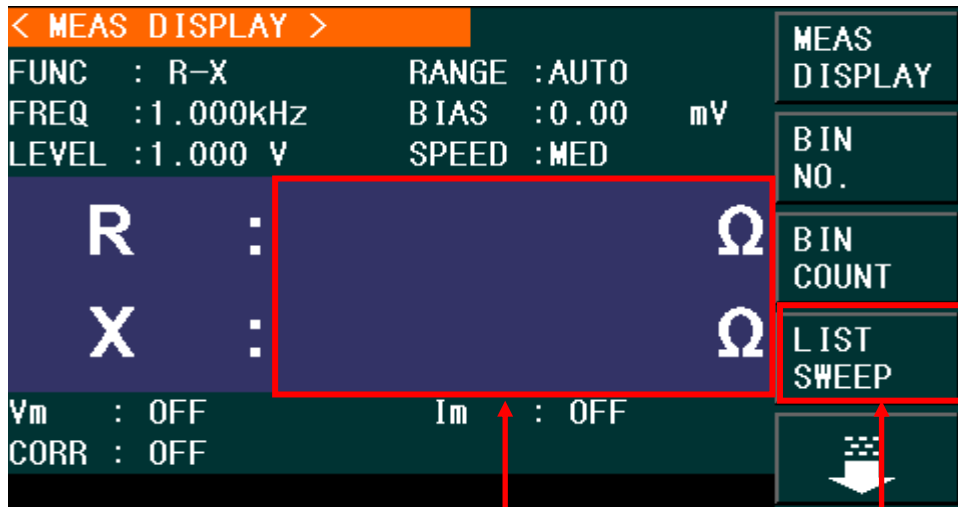 < MEAS DISPLAY >
FUNC : R-X RANGE :AUTO
FREQ :1.000kHz BIAS :0.00 mV
LEVEL :1.000 V SPEED :MED
R : Ω
X : Ω
Vm : OFF Im : OFF
CORR : OFF
MEAS
DISPLAY
BIN
NO.
BIN
COUNT
LIST
SWEEP